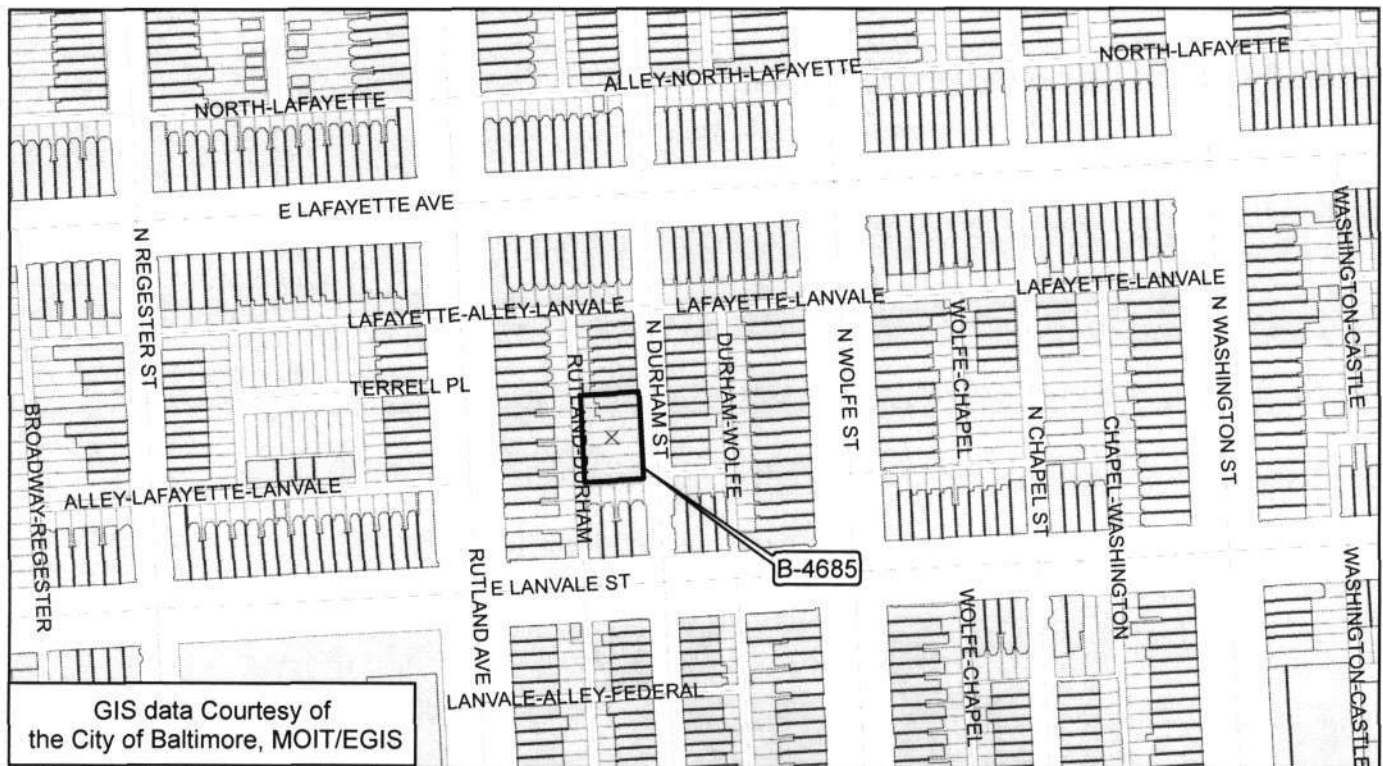 NORTH-LAFAYETTE
ALLEY-NORTH-LAFAYETTE
NORTH-LAFAYETTE
E LAFAYETTE AVE
N REGESTER ST
WASHINGTON-CASTLE
LAFAYETTE-ALLEY-LANVALE
LAFAYETTE-LANVALE
LAFAYETTE-LANVALE
N DURHAM ST
N WOLFE ST
WOLFE-CHAPEL
N WASHINGTON ST
TERRELL PL
RUTLAND-DURHAM
DURHAM-WOLFE
BROADWAY-REGESTER
N CHAPEL ST
CHAPEL-WASHINGTON
ALLEY-LAFAYETTE-LANVALE
B-4685
RUTLAND AVE
E LANVALE ST
WOLFE-CHAPEL
WASHINGTON-CASTLE
LANVALE-ALLEY-FEDERAL
GIS data Courtesy of
the City of Baltimore, MOIT/EGIS